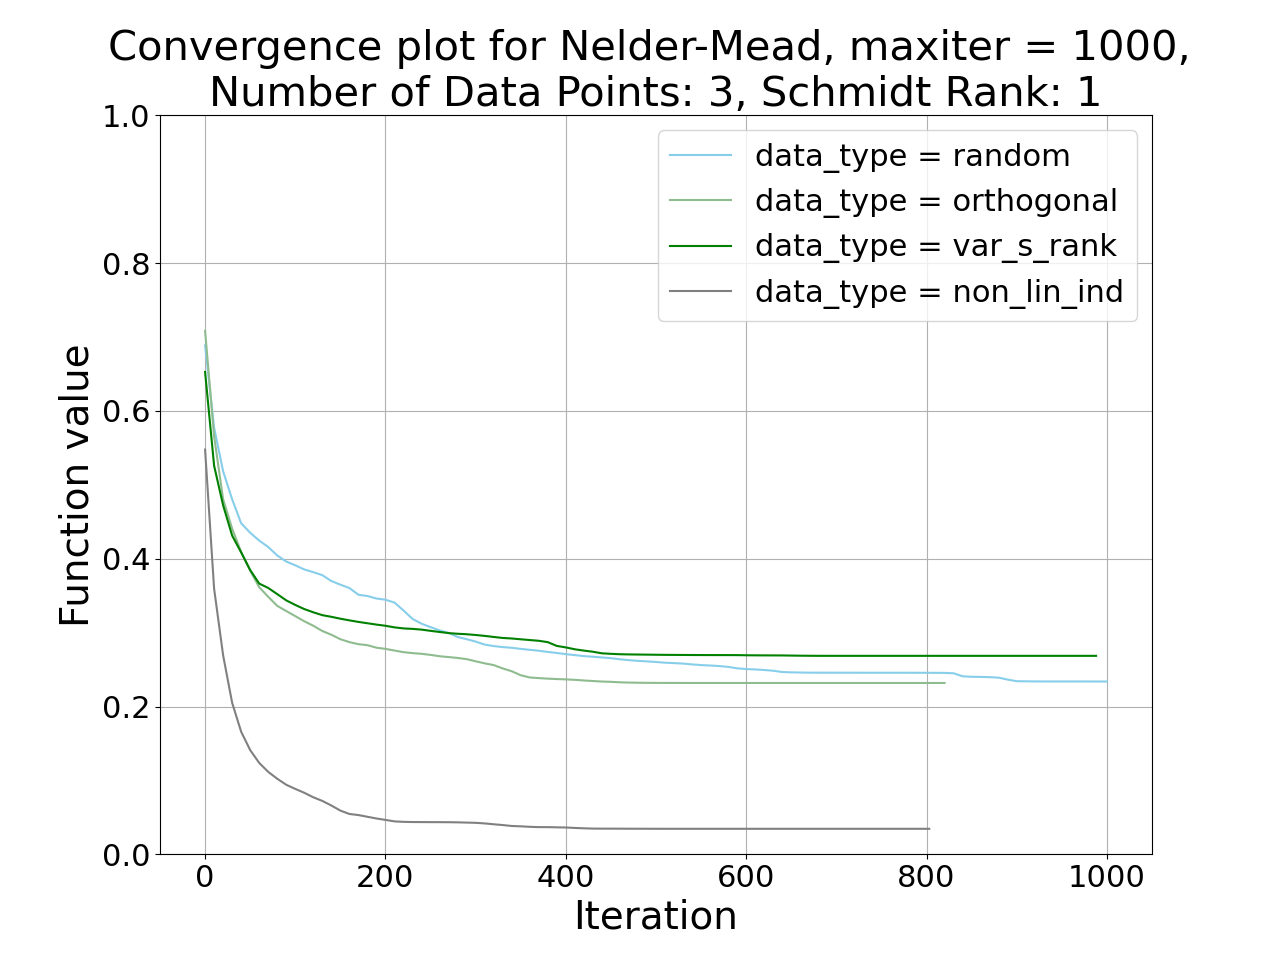 Convergence plot for Nelder-Mead, maxiter = 1000,
Number of Data Points: 3, Schmidt Rank: 1
1.0
0.8
0.6
0.4
0.2
0.0
Function value
data_type = random
data_type = orthogonal
data_type = var_s_rank
data_type = non_lin_ind
0 200 400 600 800 1000
Iteration